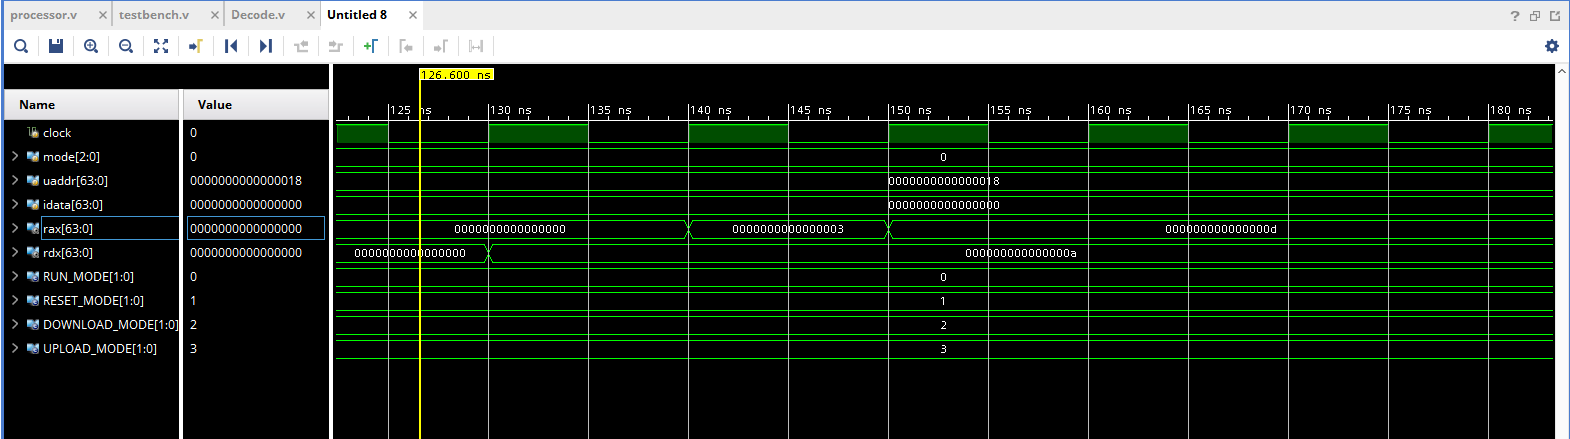 processor.v × testbench.v × Decode.v × Untitled 8 ×
?
126.600 ns
Name Value
125 ns 130 ns 135 ns 140 ns 145 ns 150 ns 155 ns 160 ns 165 ns 170 ns 175 ns 180 ns
clock 0
mode[2:0] 0 0
uaddr[63:0] 0000000000000018 0000000000000018
idata[63:0] 0000000000000000 0000000000000000
rax[63:0] 0000000000000000 0000000000000000 0000000000000003 000000000000000d
rdx[63:0] 0000000000000000 0000000000000000 000000000000000a
RUN_MODE[1:0] 0 0
RESET_MODE[1:0] 1 1
DOWNLOAD_MODE[1:0] 2 2
UPLOAD_MODE[1:0] 3 3